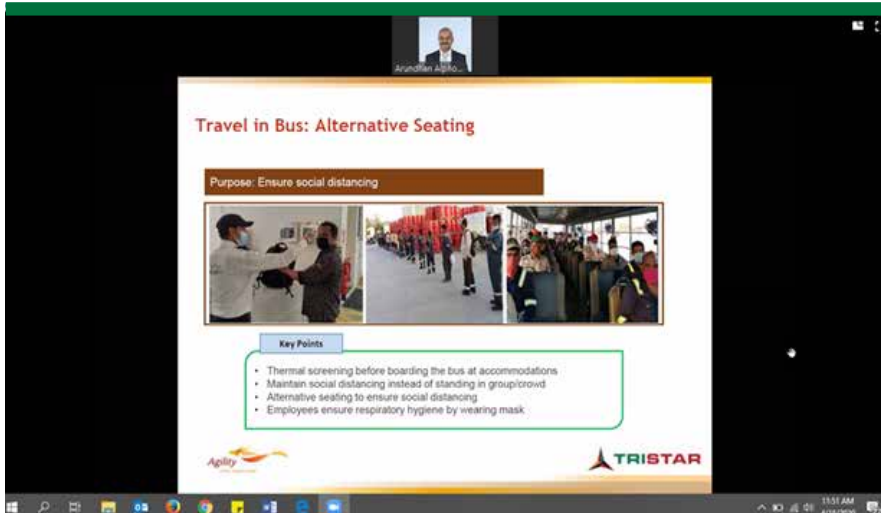 Arundhan Alpho...
Travel in Bus: Alternative Seating
Purpose: Ensure social distancing
Key Points
• Thermal screening before boarding the bus at accommodations
• Maintain social distancing instead of standing in group/crowd
• Alternative seating to ensure social distancing
• Employees ensure respiratory hygiene by wearing mask
Agility
TRISTAR
11:51 AM